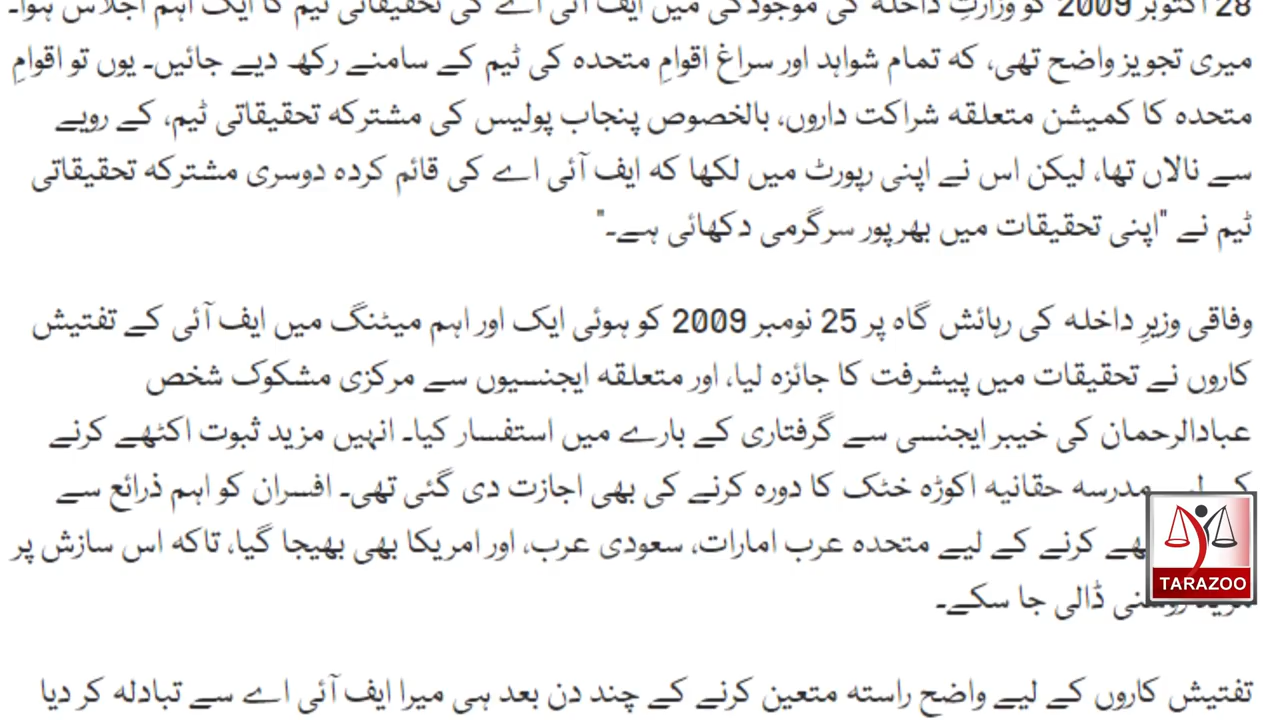 28 اکتوبر 2009 کو وزارتِ داخلہ کی موجودگی میں ایف آئی اے کی تحقیقاتی ٹیم کا ایک اہم اجلاس ہوا۔
میری تجویز واضح تھی، کہ تمام شواہد اور سراغ اقوامِ متحدہ کی ٹیم کے سامنے رکھ دیے جائیں۔ یوں تو اقوامِ
متحدہ کا کمیشن متعلقہ شراکت داروں، بالخصوص پنجاب پولیس کی مشترکہ تحقیقاتی ٹیم، کے رویے
سے نالاں تھا، لیکن اس نے اپنی رپورٹ میں لکھا کہ ایف آئی اے کی قائم کردہ دوسری مشترکہ تحقیقاتی
ٹیم نے "اپنی تحقیقات میں بھرپور سرگرمی دکھائی ہے۔"
وفاقی وزیرِ داخلہ کی رہائش گاہ پر 25 نومبر 2009 کو ہوئی ایک اور اہم میٹنگ میں ایف آئی کے تفتیش
کاروں نے تحقیقات میں پیشرفت کا جائزہ لیا، اور متعلقہ ایجنسیوں سے مرکزی مشکوک شخص
عبادالرحمان کی خیبر ایجنسی سے گرفتاری کے بارے میں استفسار کیا۔ انہیں مزید ثبوت اکٹھے کرنے
کے لیے مدرسہ حقانیہ اکوڑہ خٹک کا دورہ کرنے کی بھی اجازت دی گئی تھی۔ افسران کو اہم ذرائع سے
کرنے کے لیے متحدہ عرب امارات، سعودی عرب، اور امریکا بھی بھیجا گیا، تاکہ اس سازش پر
ڈالی جا سکے۔
تفتیش کاروں کے لیے واضح راستہ متعین کرنے کے چند دن بعد ہی میرا ایف آئی اے سے تبادلہ کر دیا
TARAZOO